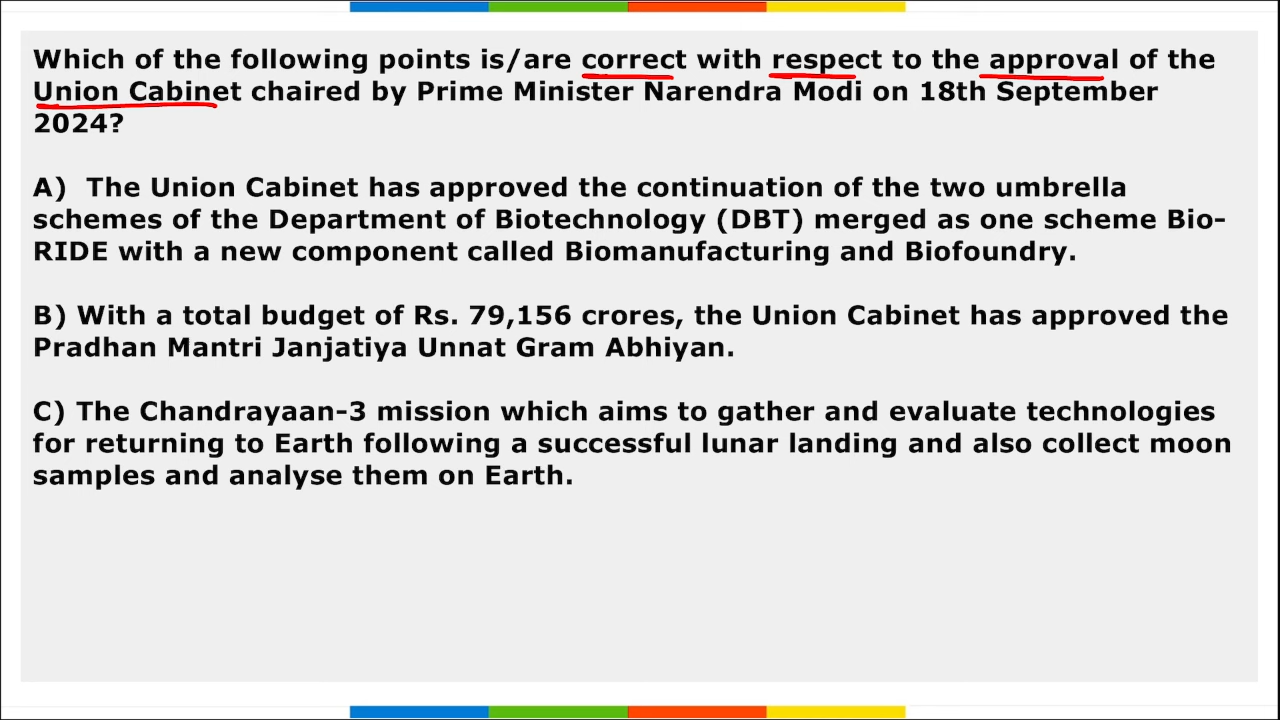 Which of the following points is/are correct with respect to the approval of the
Union Cabinet chaired by Prime Minister Narendra Modi on 18th September
2024?
A) The Union Cabinet has approved the continuation of the two umbrella
schemes of the Department of Biotechnology (DBT) merged as one scheme Bio-
RIDE with a new component called Biomanufacturing and Biofoundry.
B) With a total budget of Rs. 79,156 crores, the Union Cabinet has approved the
Pradhan Mantri Janjatiya Unnat Gram Abhiyan.
C) The Chandrayaan-3 mission which aims to gather and evaluate technologies
for returning to Earth following a successful lunar landing and also collect moon
samples and analyse them on Earth.